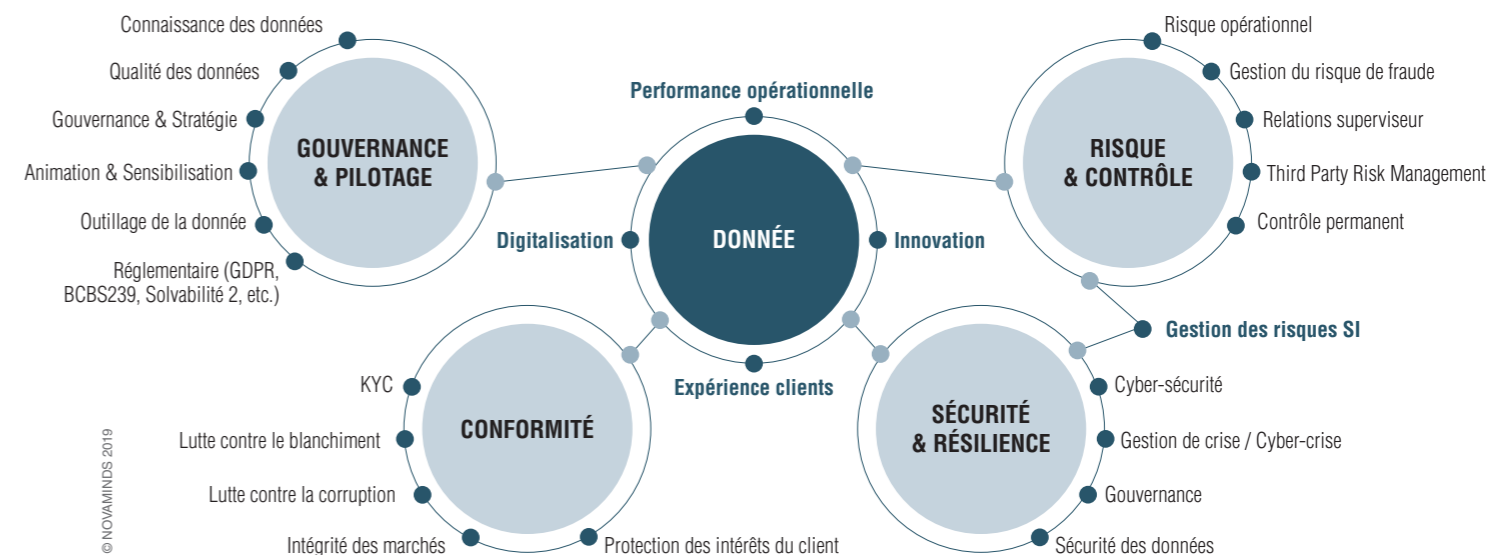 Connaissance des données
Qualité des données
Gouvernance & Stratégie
Animation & Sensibilisation
Outillage de la donnée
Réglementaire (GDPR,
BCBS239, Solvabilité 2, etc.)
GOUVERNANCE
& PILOTAGE
Performance opérationnelle
Digitalisation
DONNÉE
Innovation
Expérience clients
Risque opérationnel
Gestion du risque de fraude
Relations superviseur
Third Party Risk Management
Contrôle permanent
RISQUE
& CONTRÔLE
Gestion des risques SI
KYC
Lutte contre le blanchiment
Lutte contre la corruption
Intégrité des marchés
Protection des intérêts du client
CONFORMITÉ
SÉCURITÉ
& RÉSILIENCE
Cyber-sécurité
Gestion de crise / Cyber-crise
Gouvernance
Sécurité des données
© NOVAMINDS 2019